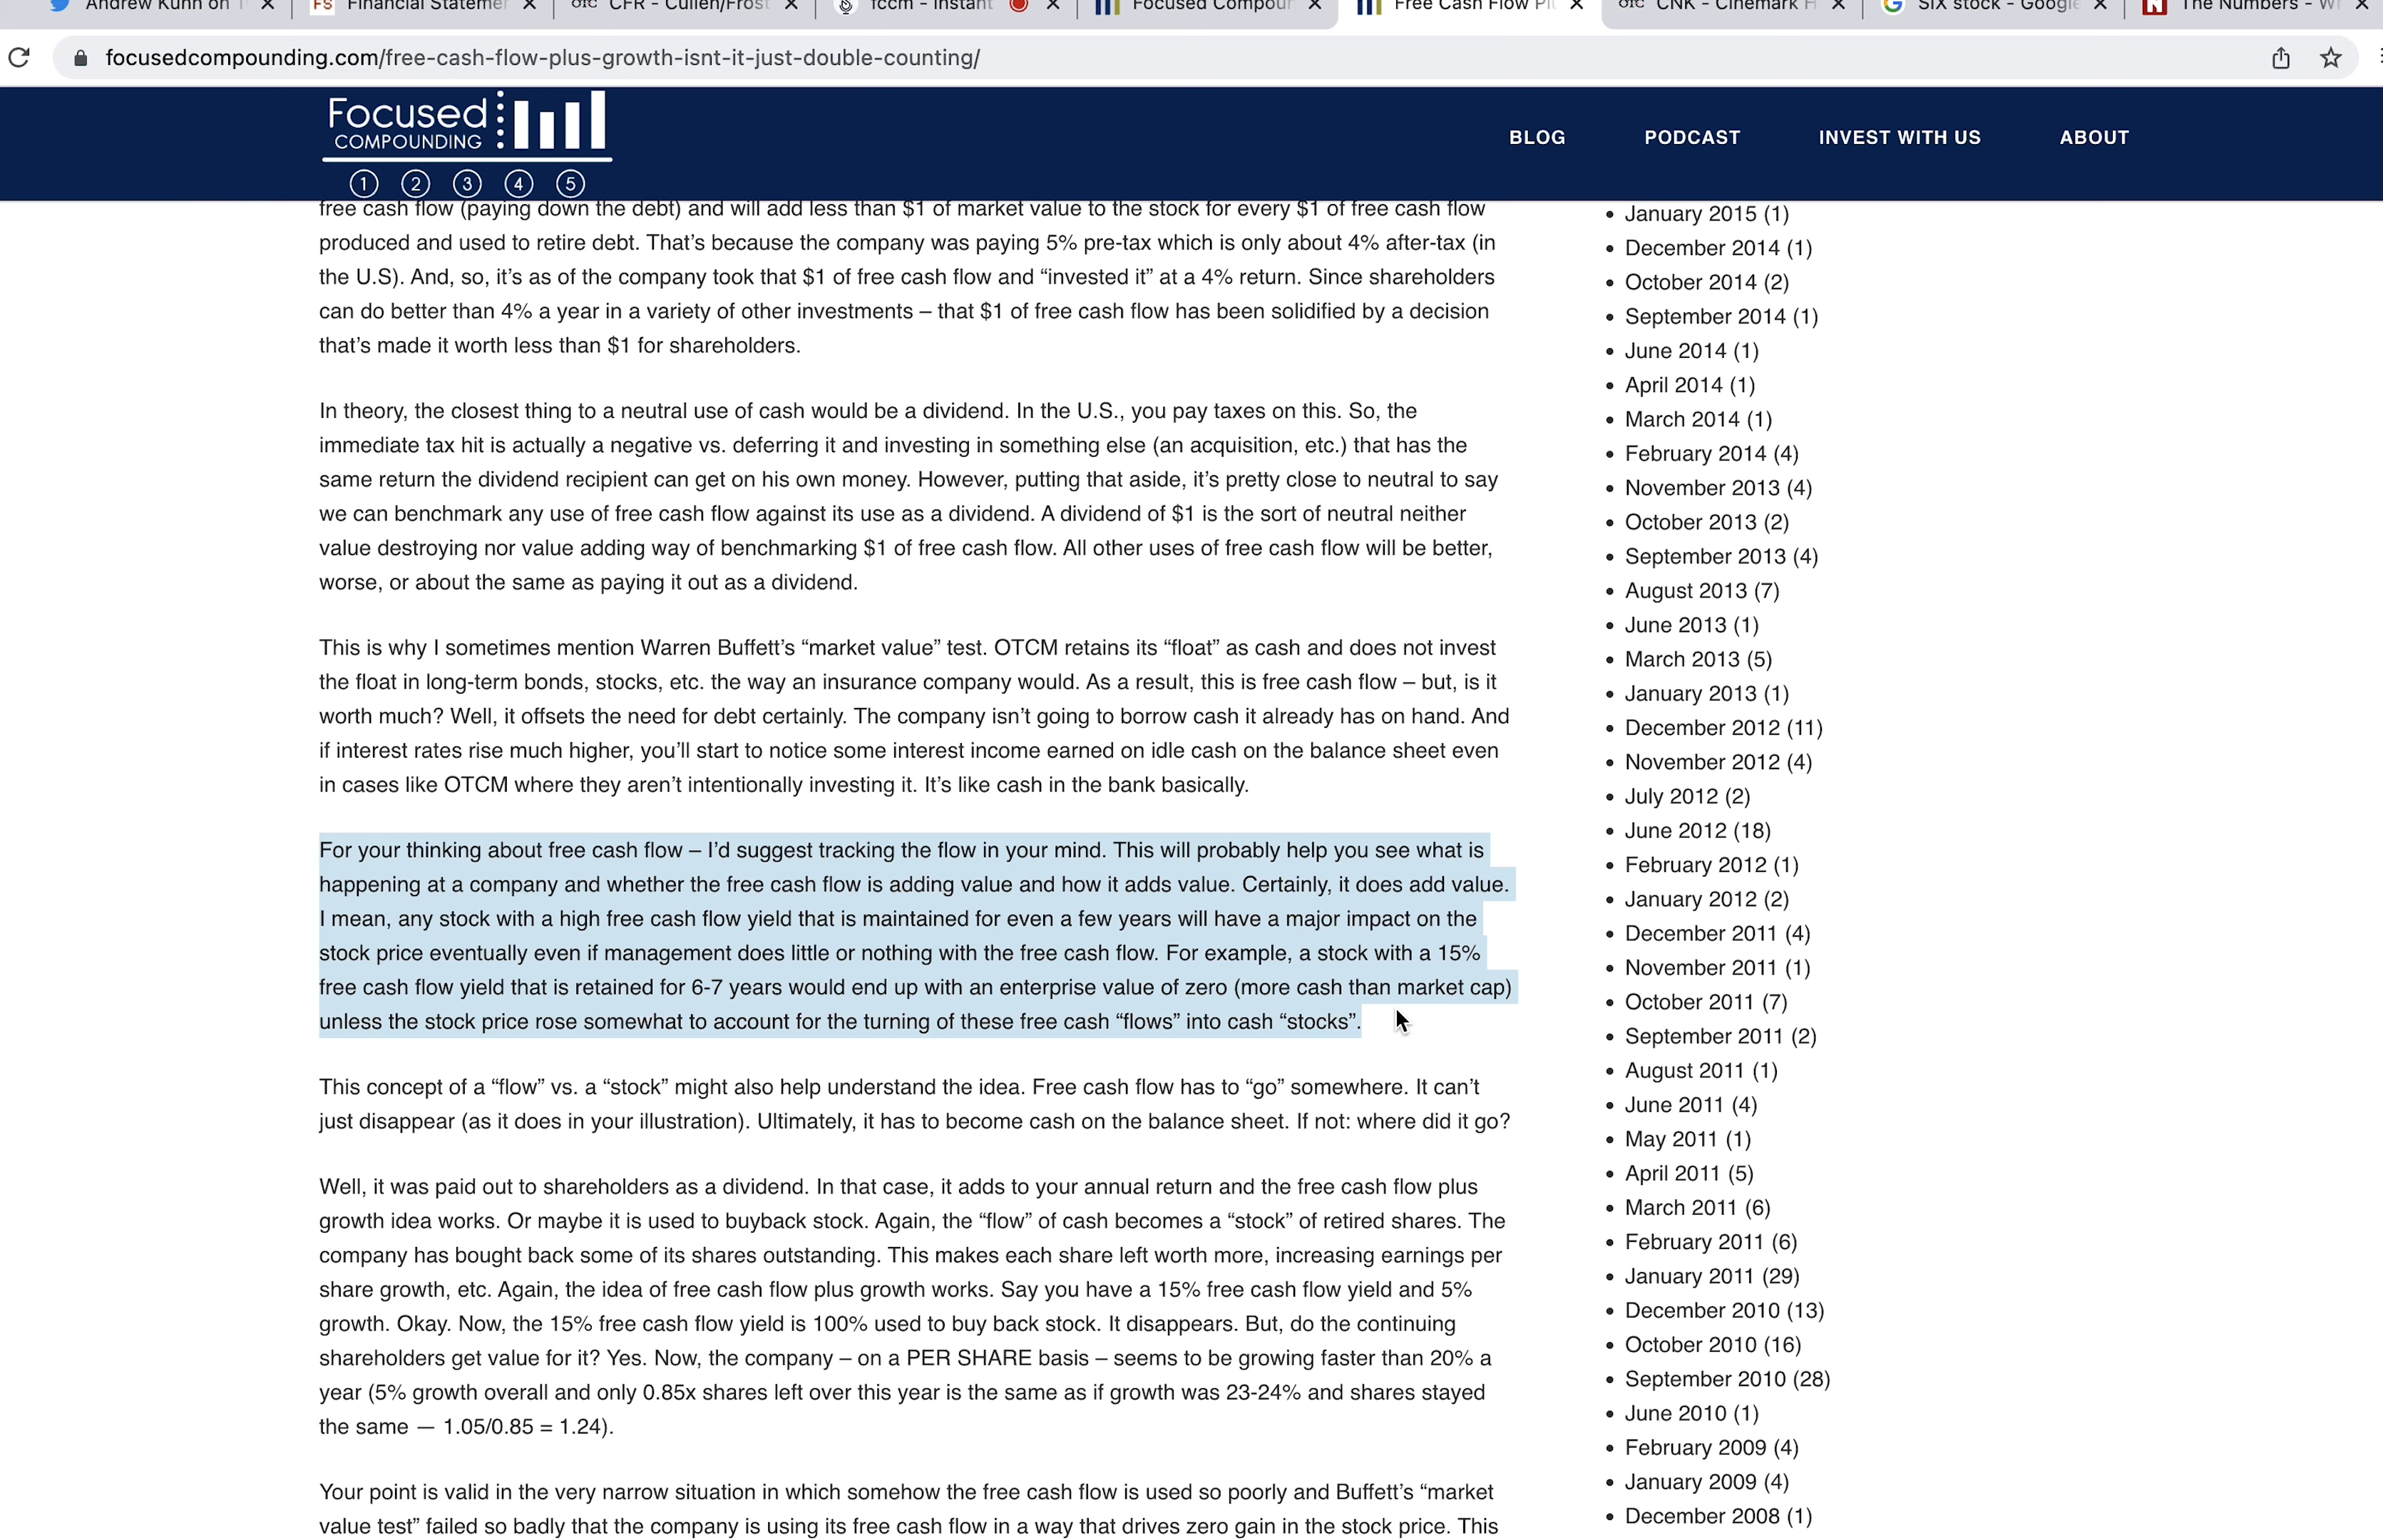 Andrew Kuhn on T
FS Financial Statemen
OTC CFR - Cullen/Frost
fccm - Instant
Focused Compoun
Free Cash Flow Pl
OTC CNK - Cinemark H
SIX stock - Google
The Numbers - W
focusedcompounding.com/free-cash-flow-plus-growth-isnt-it-just-double-counting/
Focused
COMPOUNDING
1 2 3 4 5
BLOG PODCAST INVEST WITH US ABOUT
free cash flow (paying down the debt) and will add less than $1 of market value to the stock for every $1 of free cash flow
produced and used to retire debt. That’s because the company was paying 5% pre-tax which is only about 4% after-tax (in
the U.S). And, so, it’s as of the company took that $1 of free cash flow and “invested it” at a 4% return. Since shareholders
can do better than 4% a year in a variety of other investments – that $1 of free cash flow has been solidified by a decision
that’s made it worth less than $1 for shareholders.
In theory, the closest thing to a neutral use of cash would be a dividend. In the U.S., you pay taxes on this. So, the
immediate tax hit is actually a negative vs. deferring it and investing in something else (an acquisition, etc.) that has the
same return the dividend recipient can get on his own money. However, putting that aside, it’s pretty close to neutral to say
we can benchmark any use of free cash flow against its use as a dividend. A dividend of $1 is the sort of neutral neither
value destroying nor value adding way of benchmarking $1 of free cash flow. All other uses of free cash flow will be better,
worse, or about the same as paying it out as a dividend.
This is why I sometimes mention Warren Buffett’s “market value” test. OTCM retains its “float” as cash and does not invest
the float in long-term bonds, stocks, etc. the way an insurance company would. As a result, this is free cash flow – but, is it
worth much? Well, it offsets the need for debt certainly. The company isn’t going to borrow cash it already has on hand. And
if interest rates rise much higher, you’ll start to notice some interest income earned on idle cash on the balance sheet even
in cases like OTCM where they aren’t intentionally investing it. It’s like cash in the bank basically.
For your thinking about free cash flow – I’d suggest tracking the flow in your mind. This will probably help you see what is
happening at a company and whether the free cash flow is adding value and how it adds value. Certainly, it does add value.
I mean, any stock with a high free cash flow yield that is maintained for even a few years will have a major impact on the
stock price eventually even if management does little or nothing with the free cash flow. For example, a stock with a 15%
free cash flow yield that is retained for 6-7 years would end up with an enterprise value of zero (more cash than market cap)
unless the stock price rose somewhat to account for the turning of these free cash “flows” into cash “stocks”.
This concept of a “flow” vs. a “stock” might also help understand the idea. Free cash flow has to “go” somewhere. It can’t
just disappear (as it does in your illustration). Ultimately, it has to become cash on the balance sheet. If not: where did it go?
Well, it was paid out to shareholders as a dividend. In that case, it adds to your annual return and the free cash flow plus
growth idea works. Or maybe it is used to buyback stock. Again, the “flow” of cash becomes a “stock” of retired shares. The
company has bought back some of its shares outstanding. This makes each share left worth more, increasing earnings per
share growth, etc. Again, the idea of free cash flow plus growth works. Say you have a 15% free cash flow yield and 5%
growth. Okay. Now, the 15% free cash flow yield is 100% used to buy back stock. It disappears. But, do the continuing
shareholders get value for it? Yes. Now, the company – on a PER SHARE basis – seems to be growing faster than 20% a
year (5% growth overall and only 0.85x shares left over this year is the same as if growth was 23-24% and shares stayed
the same — 1.05/0.85 = 1.24).
Your point is valid in the very narrow situation in which somehow the free cash flow is used so poorly and Buffett’s “market
value test” failed so badly that the company is using its free cash flow in a way that drives zero gain in the stock price. This
January 2015 (1)
December 2014 (1)
October 2014 (2)
September 2014 (1)
June 2014 (1)
April 2014 (1)
March 2014 (1)
February 2014 (4)
November 2013 (4)
October 2013 (2)
September 2013 (4)
August 2013 (7)
June 2013 (1)
March 2013 (5)
January 2013 (1)
December 2012 (11)
November 2012 (4)
July 2012 (2)
June 2012 (18)
February 2012 (1)
January 2012 (2)
December 2011 (4)
November 2011 (1)
October 2011 (7)
September 2011 (2)
August 2011 (1)
June 2011 (4)
May 2011 (1)
April 2011 (5)
March 2011 (6)
February 2011 (6)
January 2011 (29)
December 2010 (13)
October 2010 (16)
September 2010 (28)
June 2010 (1)
February 2009 (4)
January 2009 (4)
December 2008 (1)